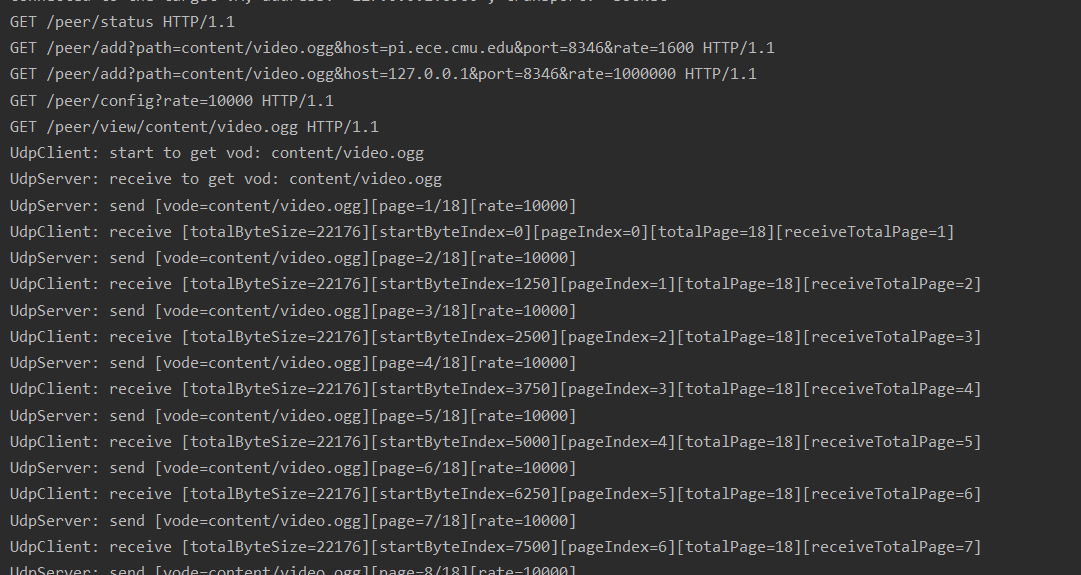 GET /peer/status HTTP/1.1
GET /peer/add?path=content/video.ogg&host=pi.ece.cmu.edu&port=8346&rate=1600 HTTP/1.1
GET /peer/add?path=content/video.ogg&host=127.0.0.1&port=8346&rate=1000000 HTTP/1.1
GET /peer/config?rate=10000 HTTP/1.1
GET /peer/view/content/video.ogg HTTP/1.1
UdpClient: start to get vod: content/video.ogg
UdpServer: receive to get vod: content/video.ogg
UdpServer: send [vode=content/video.ogg][page=1/18][rate=10000]
UdpClient: receive [totalByteSize=22176][startByteIndex=0][pageIndex=0][totalPage=18][receiveTotalPage=1]
UdpServer: send [vode=content/video.ogg][page=2/18][rate=10000]
UdpClient: receive [totalByteSize=22176][startByteIndex=1250][pageIndex=1][totalPage=18][receiveTotalPage=2]
UdpServer: send [vode=content/video.ogg][page=3/18][rate=10000]
UdpClient: receive [totalByteSize=22176][startByteIndex=2500][pageIndex=2][totalPage=18][receiveTotalPage=3]
UdpServer: send [vode=content/video.ogg][page=4/18][rate=10000]
UdpClient: receive [totalByteSize=22176][startByteIndex=3750][pageIndex=3][totalPage=18][receiveTotalPage=4]
UdpServer: send [vode=content/video.ogg][page=5/18][rate=10000]
UdpClient: receive [totalByteSize=22176][startByteIndex=5000][pageIndex=4][totalPage=18][receiveTotalPage=5]
UdpServer: send [vode=content/video.ogg][page=6/18][rate=10000]
UdpClient: receive [totalByteSize=22176][startByteIndex=6250][pageIndex=5][totalPage=18][receiveTotalPage=6]
UdpServer: send [vode=content/video.ogg][page=7/18][rate=10000]
UdpClient: receive [totalByteSize=22176][startByteIndex=7500][pageIndex=6][totalPage=18][receiveTotalPage=7]
UdpServer: send [vode=content/video.ogg][page=8/18][rate=10000]